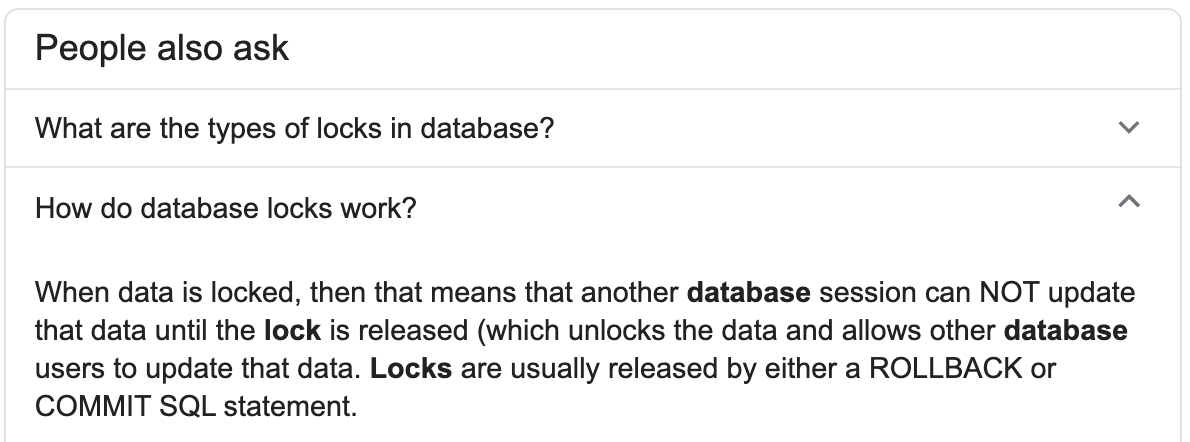 People also ask
What are the types of locks in database?
How do database locks work?
When data is locked, then that means that another database session can NOT update
that data until the lock is released (which unlocks the data and allows other database
users to update that data. Locks are usually released by either a ROLLBACK or
COMMIT SQL statement.